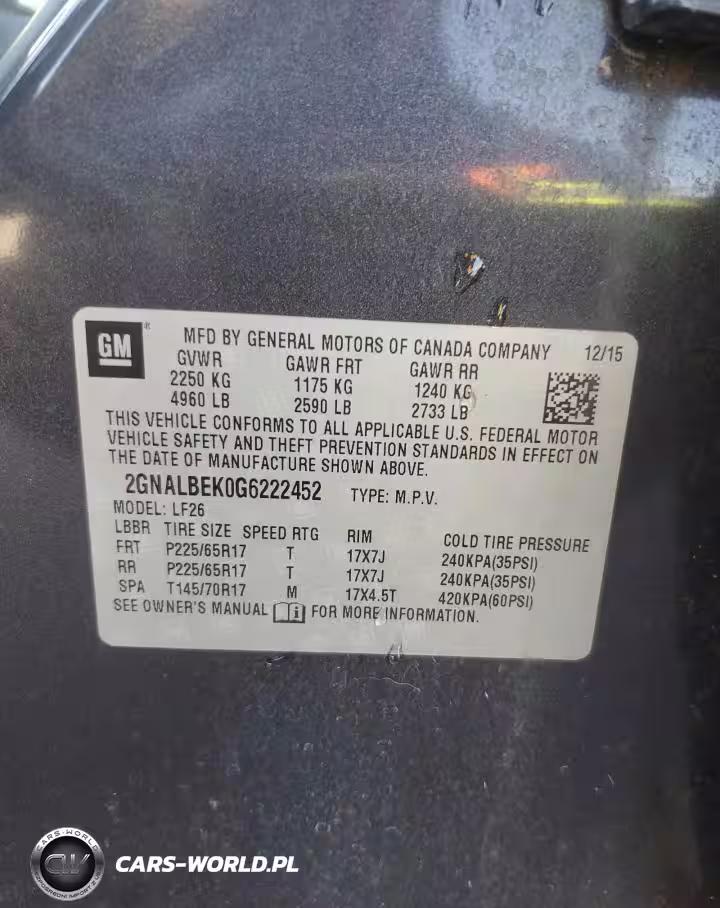 GM ® MFD BY GENERAL MOTORS OF CANADA COMPANY 12/15
GVWR GAWR FRT GAWR RR
2250 KG 1175 KG 1240 KG
4960 LB 2590 LB 2733 LB
THIS VEHICLE CONFORMS TO ALL APPLICABLE U.S. FEDERAL MOTOR
VEHICLE SAFETY AND THEFT PREVENTION STANDARDS IN EFFECT ON
THE DATE OF MANUFACTURE SHOWN ABOVE.
2GNALBEK0G6222452 TYPE: M.P.V.
MODEL: LF26
LBBR TIRE SIZE SPEED RTG RIM COLD TIRE PRESSURE
FRT P225/65R17 T 17X7J 240KPA(35PSI)
RR P225/65R17 T 17X7J 240KPA(35PSI)
SPA T145/70R17 M 17X4.5T 420KPA(60PSI)
SEE OWNER'S MANUAL i FOR MORE INFORMATION.
CARS-WORLD
CW
CARS-WORLD.PL